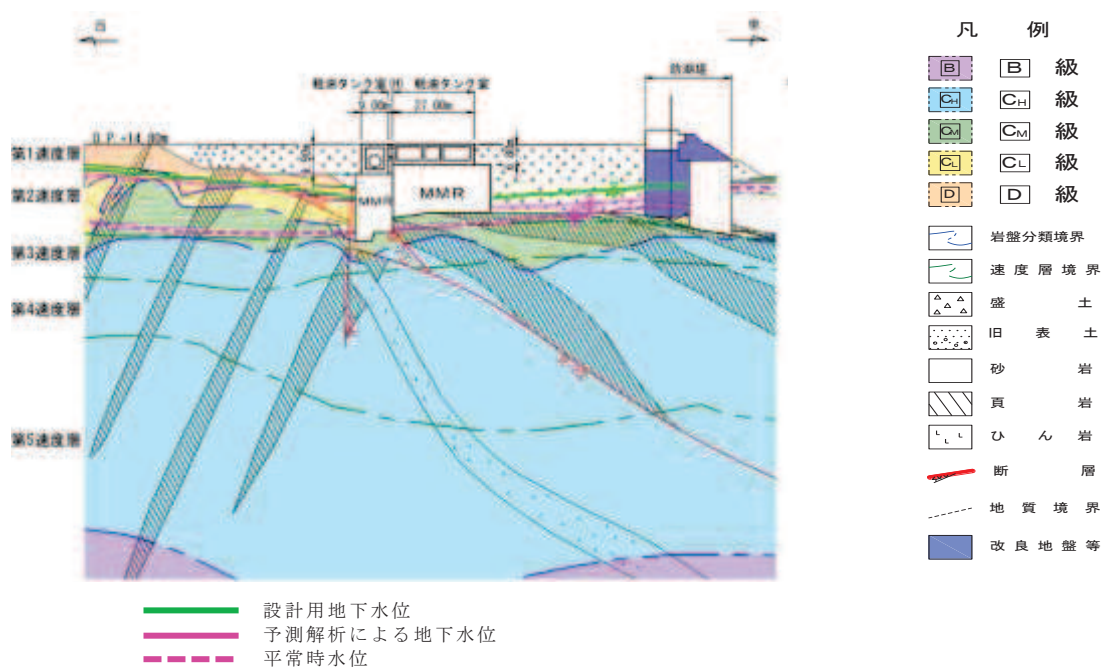 西
東
防潮堤
軽油タンク室(H) 軽油タンク室
9.00m 27.00m
O.P.+14.80m
第1速度層
第2速度層
第3速度層
第4速度層
第5速度層
MMR
MMR
凡 例
B B 級
CH CH 級
CM CM 級
CL CL 級
D D 級
岩盤分類境界
速度層境界
盛 土
旧 表 土
砂 岩
頁 岩
ひ ん 岩
断 層
地 質 境 界
改 良 地 盤 等
設計用地下水位
予測解析による地下水位
平常時水位